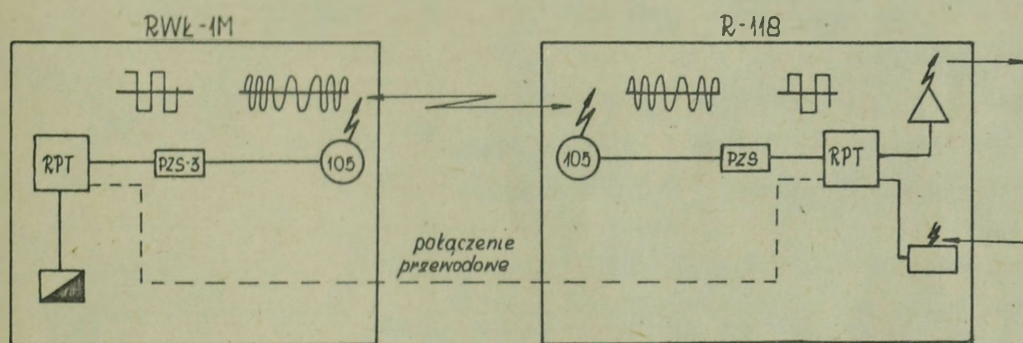 RWŁ-1M
R-118
RPT
PZS-3
105
105
PZS
RPT
połączenie
przewodowe